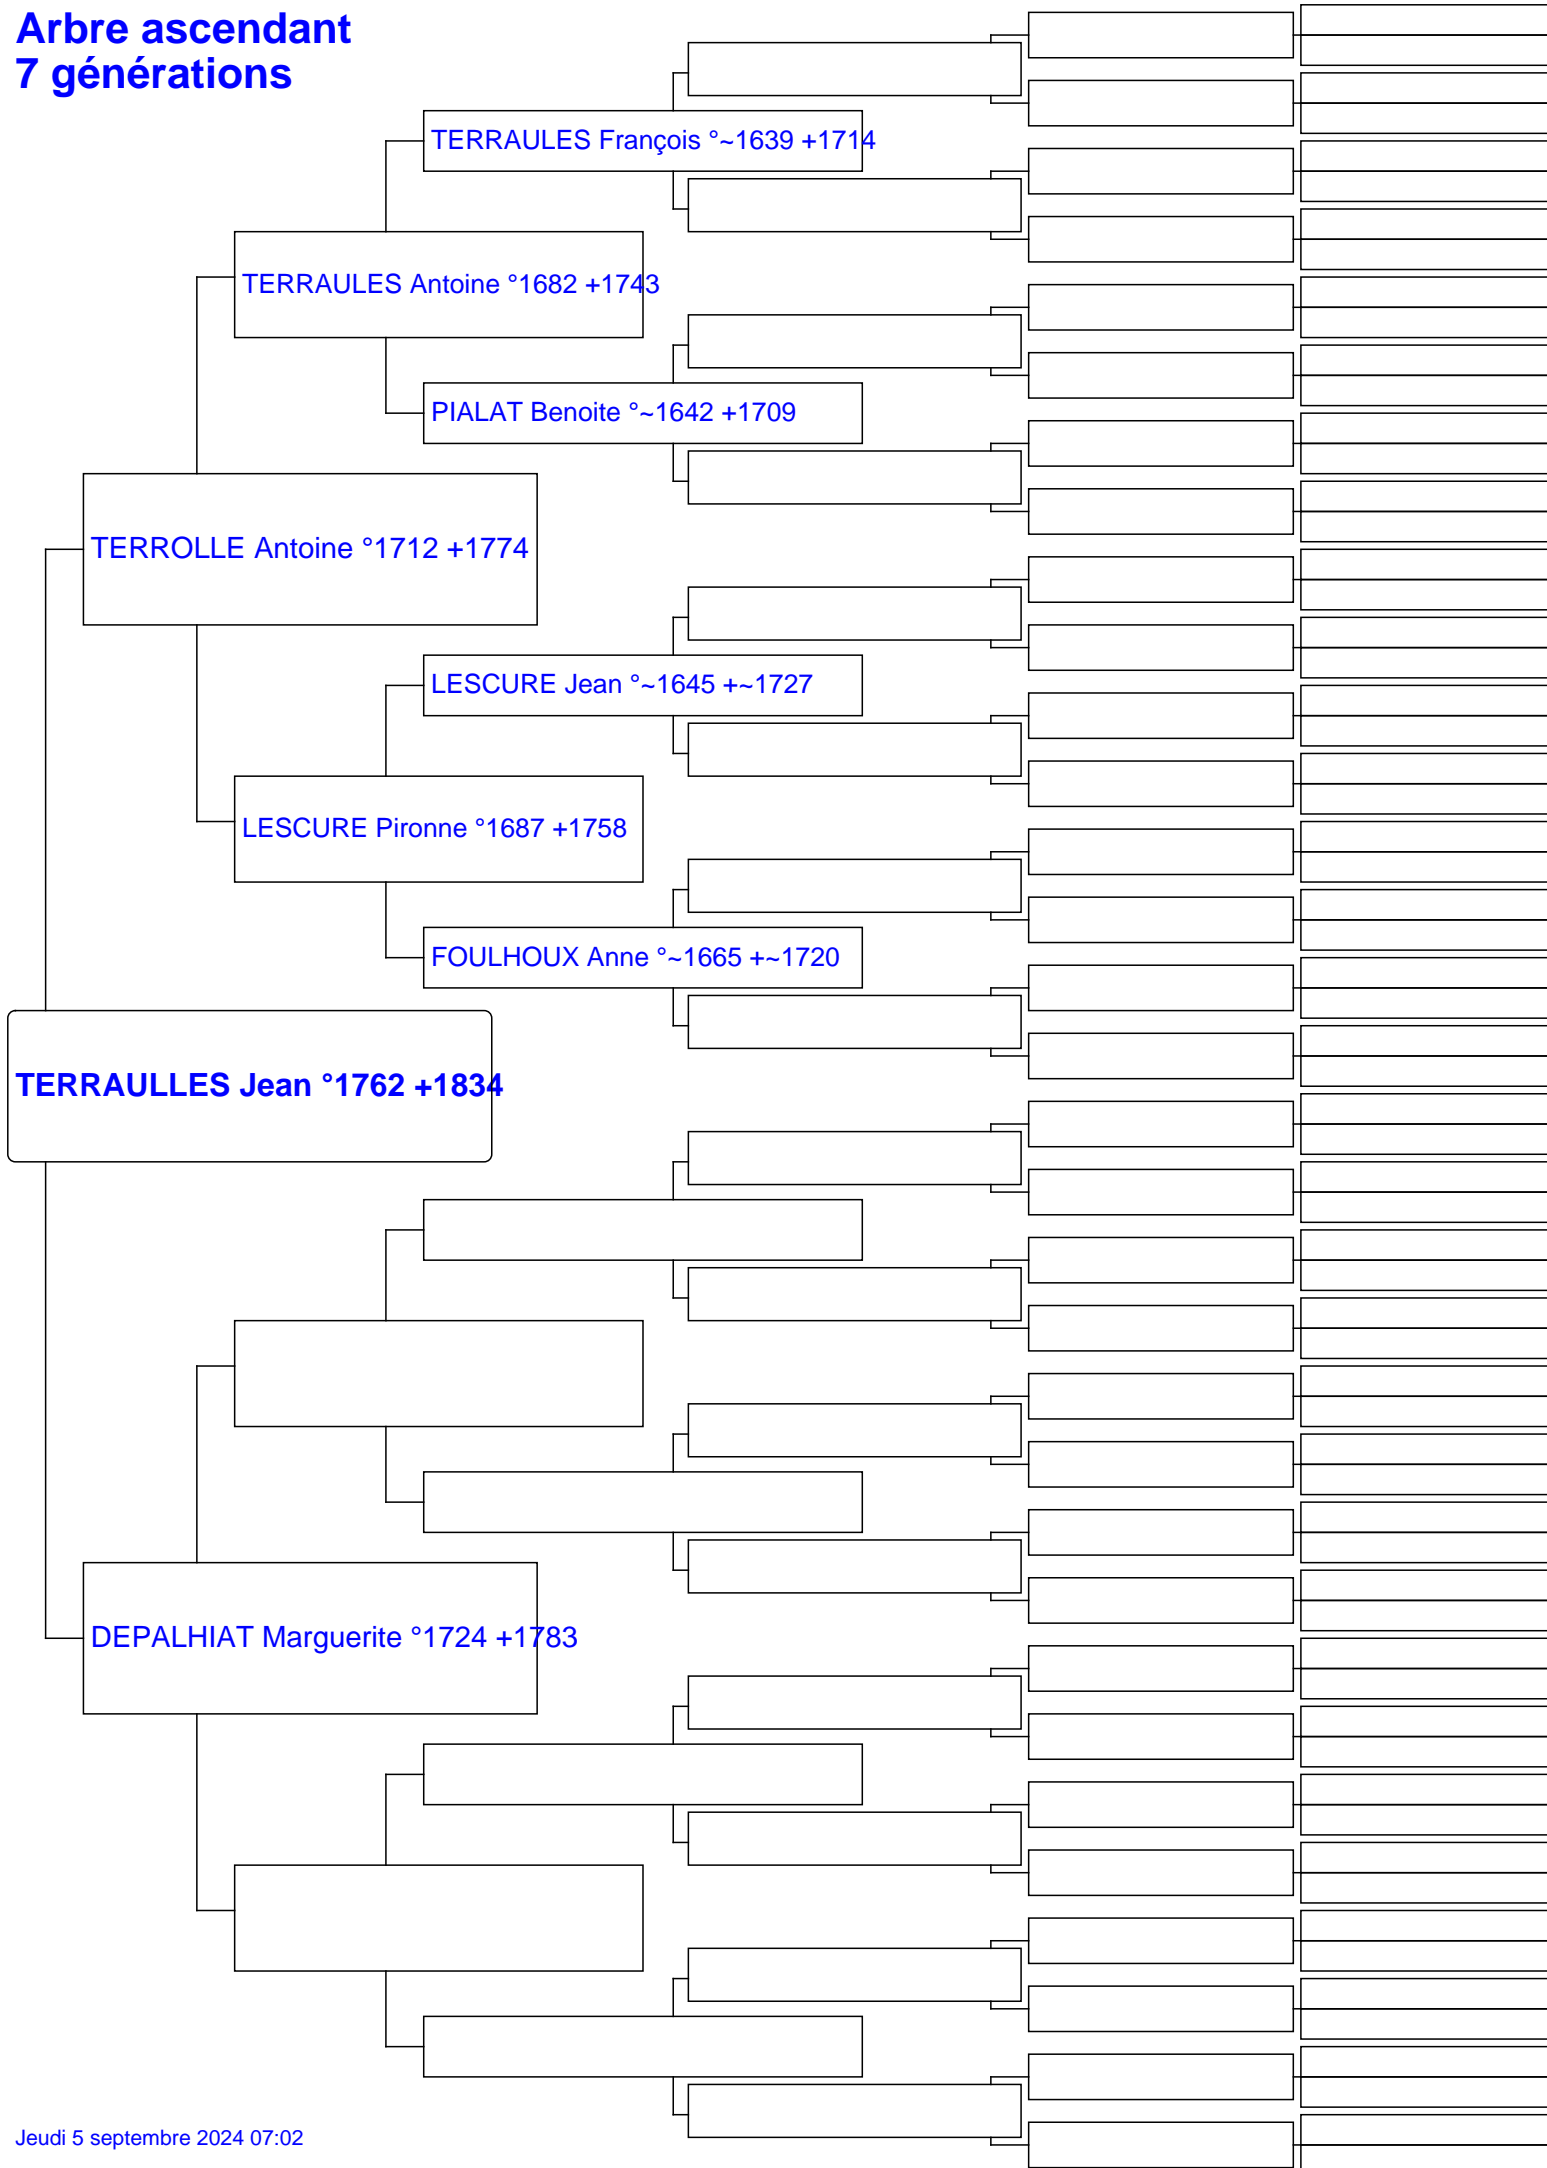 Arbre ascendant
7 générations
TERRAULES François °~1639 +1714
TERRAULES Antoine °1682 +1743
PIALAT Benoite °~1642 +1709
TERROLLE Antoine °1712 +1774
LESCURE Jean °~1645 +~1727
LESCURE Pironne °1687 +1758
FOULHOUX Anne °~1665 +~1720
TERRAULLES Jean °1762 +1834
DEPALHIAT Marguerite °1724 +1783
Jeudi 5 septembre 2024 07:02